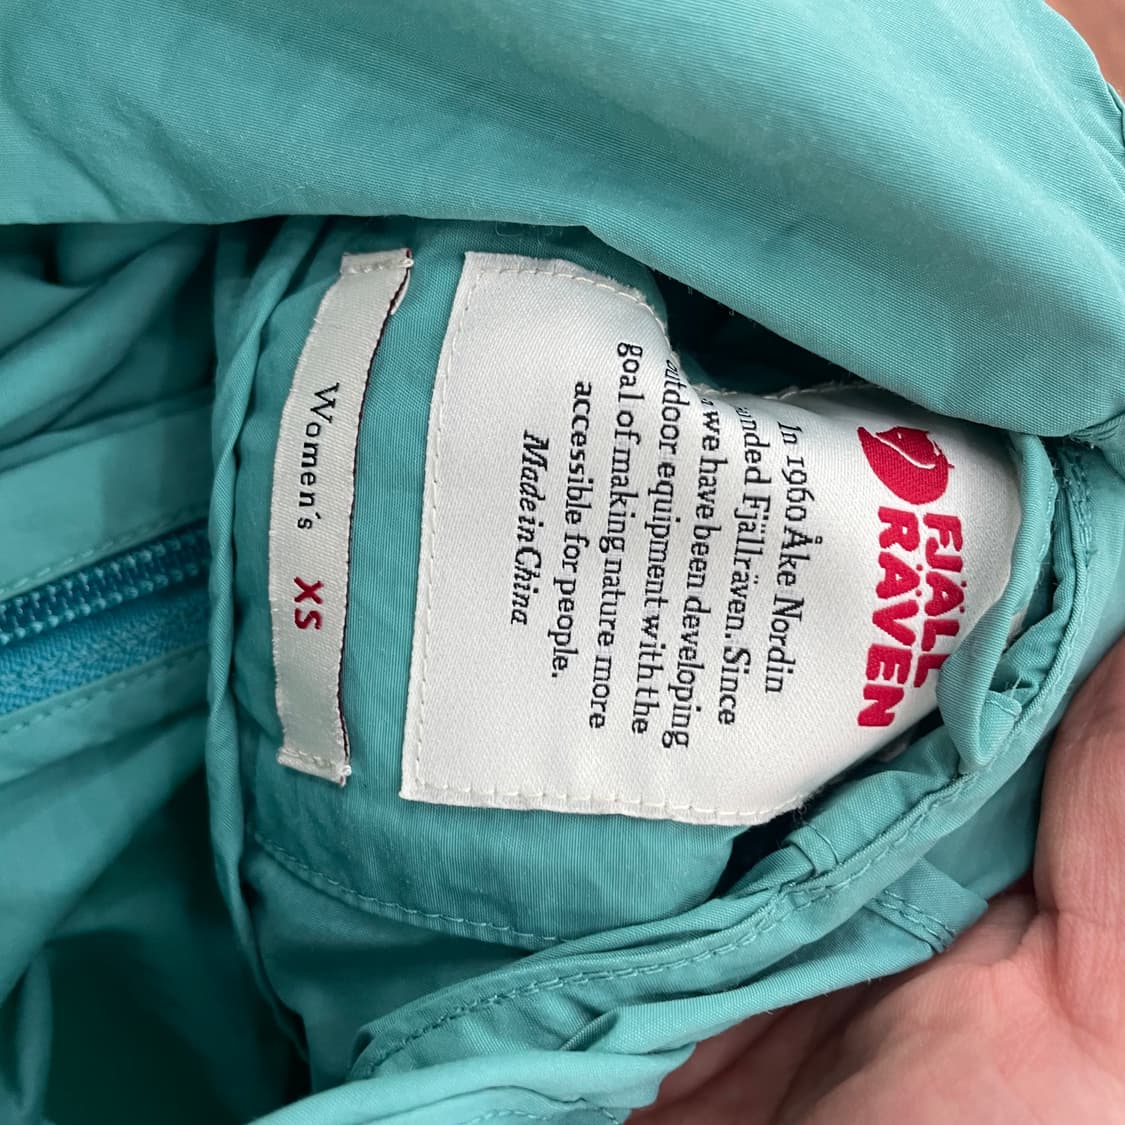 FJÄLL
RÄVEN
In 1960 Åke Nordin
Fjällräven. Since
we have been developing
outdoor equipment with the
goal of making nature more
accessible for people.
Made in China
Women's XS